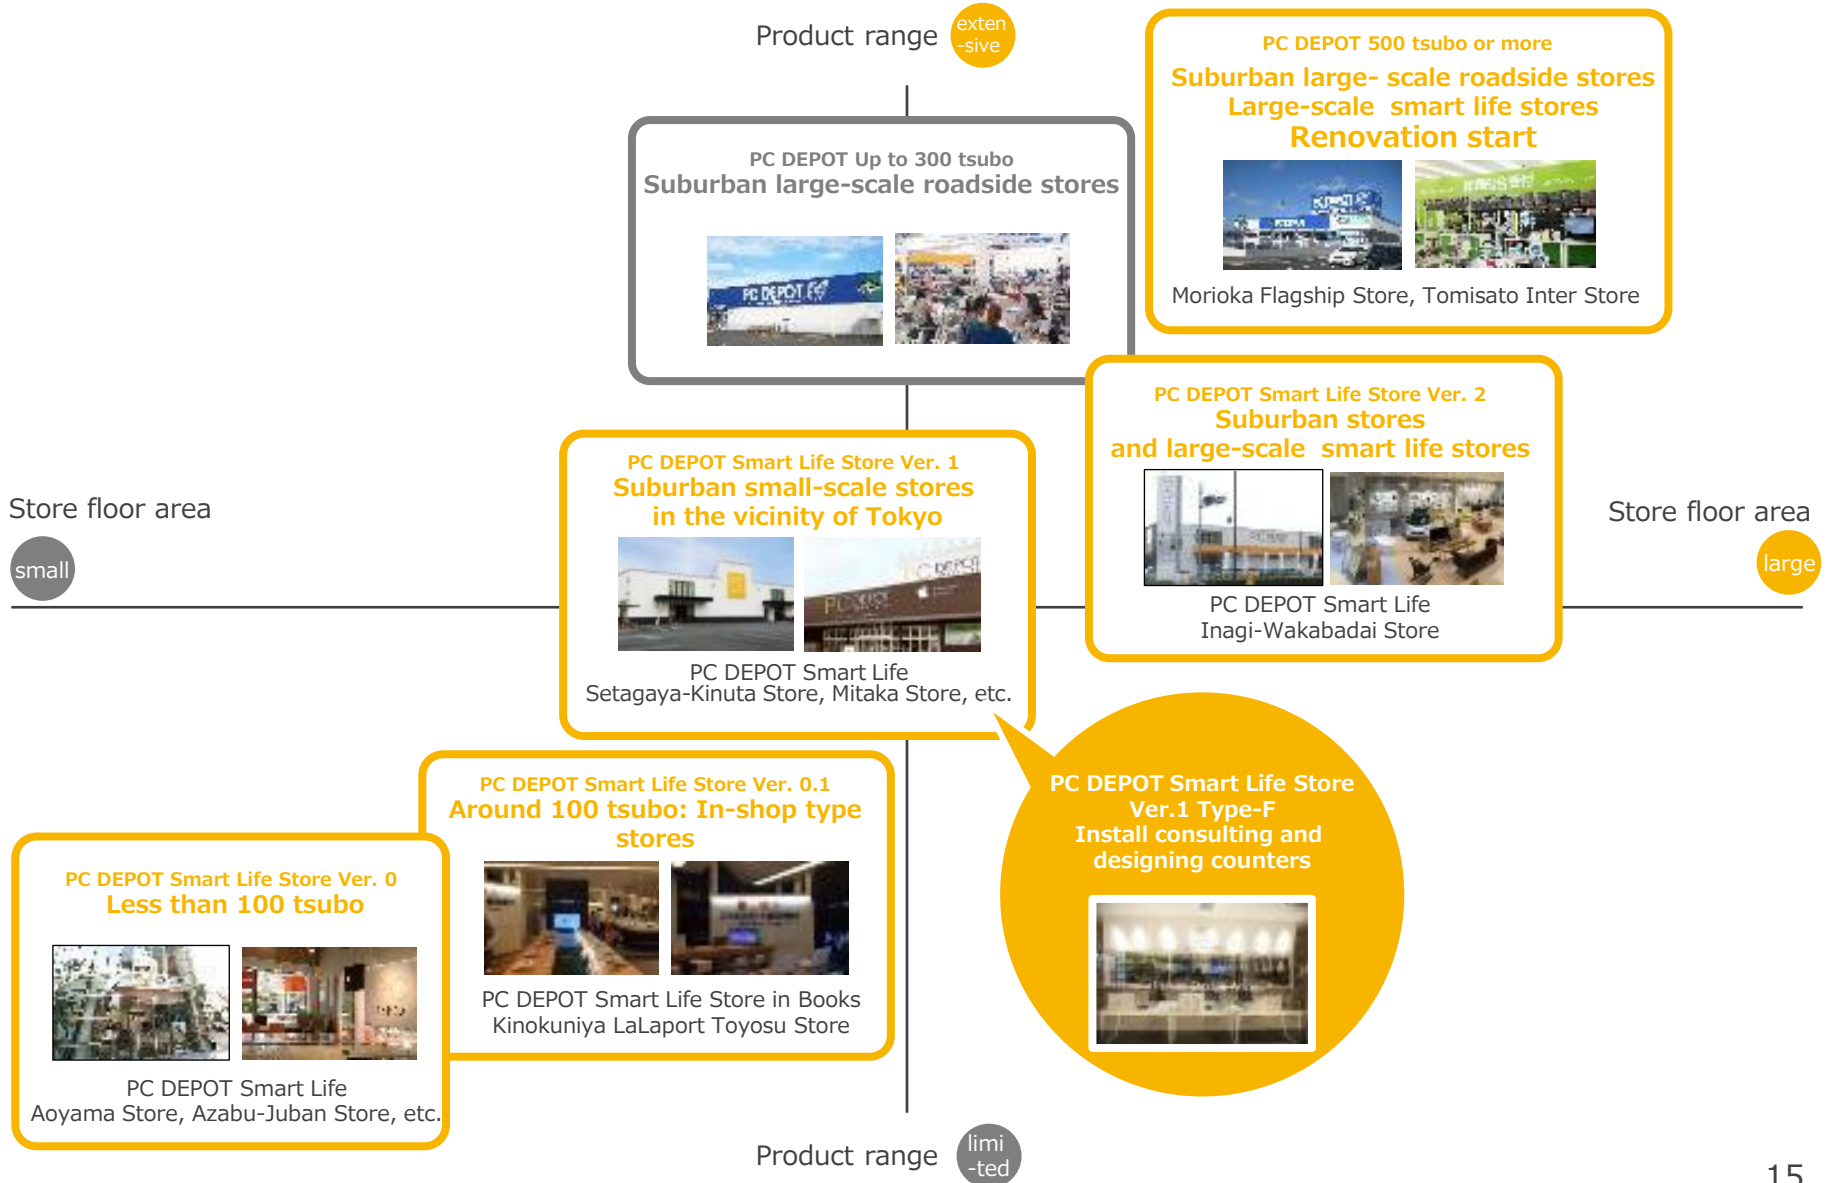 Product range
exten
-sive
PC DEPOT 500 tsubo or more
Suburban large- scale roadside stores
Large-scale smart life stores
Renovation start
Morioka Flagship Store, Tomisato Inter Store
PC DEPOT Up to 300 tsubo
Suburban large-scale roadside stores
PC DEPOT
PC DEPOT Smart Life Store Ver. 2
Suburban stores
and large-scale smart life stores
PC DEPOT Smart Life
Inagi-Wakabadai Store
PC DEPOT Smart Life Store Ver. 1
Suburban small-scale stores
in the vicinity of Tokyo
PC DEPOT
PC DEPOT
PC DEPOT Smart Life
Setagaya-Kinuta Store, Mitaka Store, etc.
Store floor area
small
Store floor area
large
PC DEPOT Smart Life Store Ver. 0.1
Around 100 tsubo: In-shop type
stores
PC DEPOT Smart Life Store in Books
Kinokuniya LaLaport Toyosu Store
PC DEPOT Smart Life Store
Ver.1 Type-F
Install consulting and
designing counters
PC DEPOT Smart Life Store Ver. 0
Less than 100 tsubo
PC DEPOT Smart Life
Aoyama Store, Azabu-Juban Store, etc.
Product range
limi
-ted
15